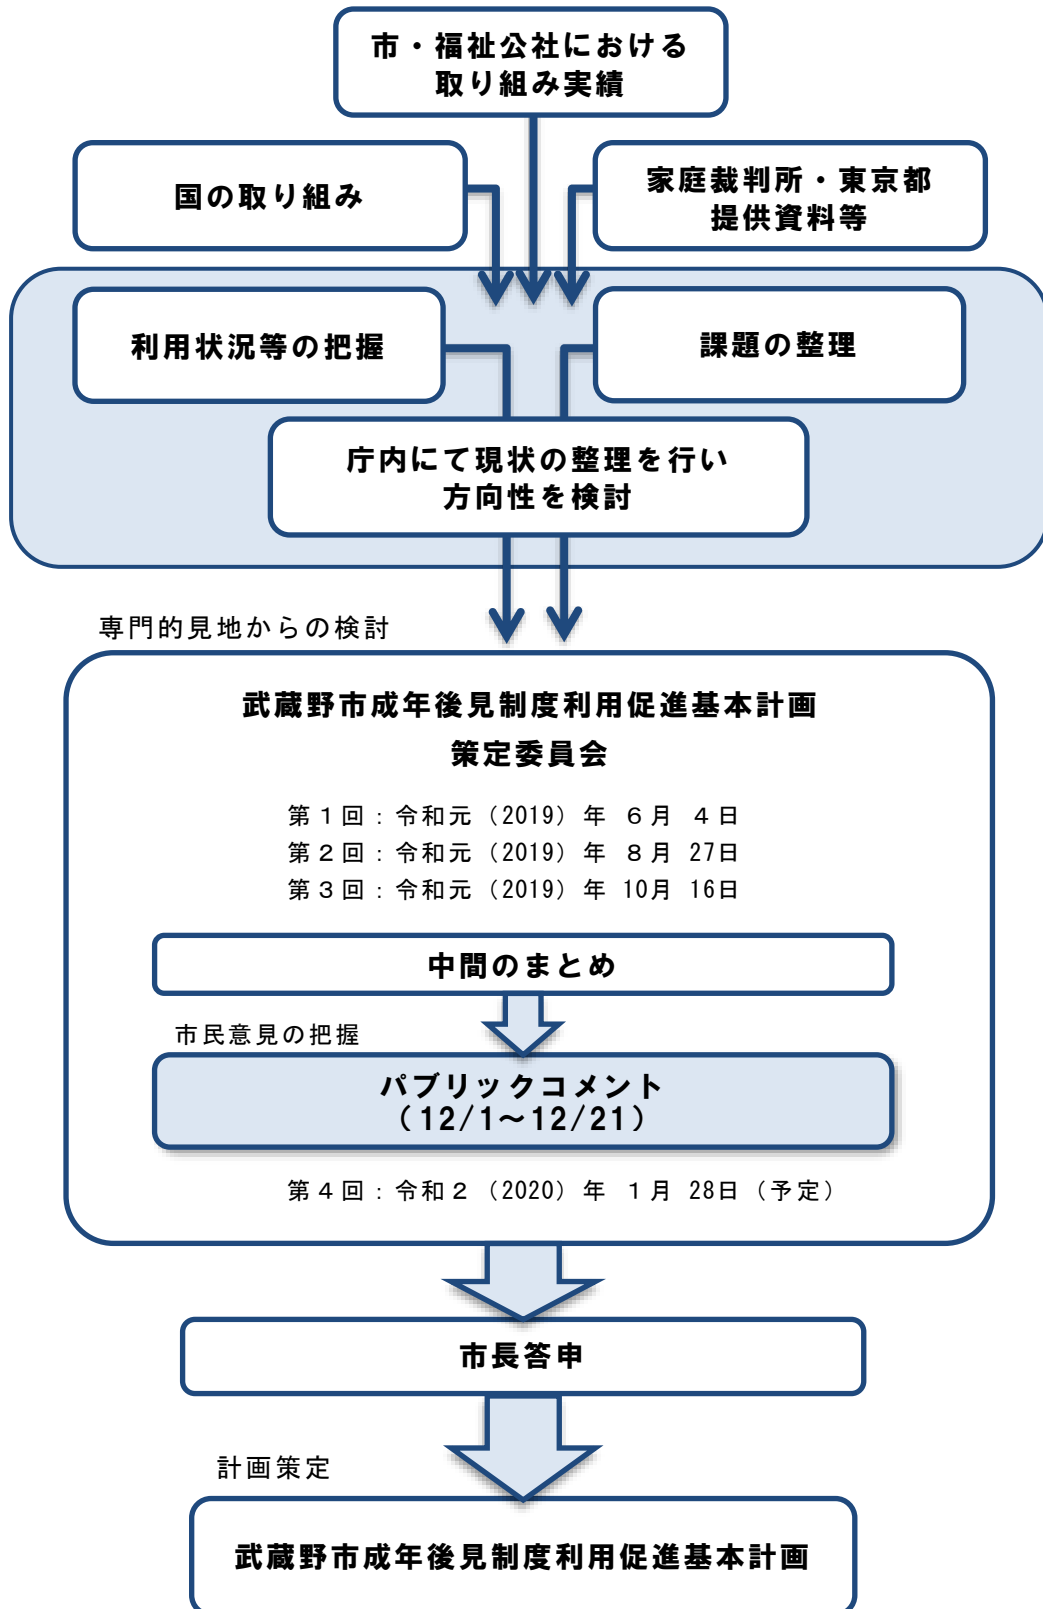 市・福祉公社における
取り組み実績
国の取り組み
家庭裁判所・東京都
提供資料等
利用状況等の把握
課題の整理
庁内にて現状の整理を行い
方向性を検討
専門的見地からの検討
武蔵野市成年後見制度利用促進基本計画
策定委員会
第１回：令和元（2019）年 ６月 ４日
第２回：令和元（2019）年 ８月 27日
第３回：令和元（2019）年 10月 16日
中間のまとめ
市民意見の把握
パブリックコメント
（12/1～12/21）
第４回：令和２（2020）年 １月 28日（予定）
市長答申
計画策定
武蔵野市成年後見制度利用促進基本計画